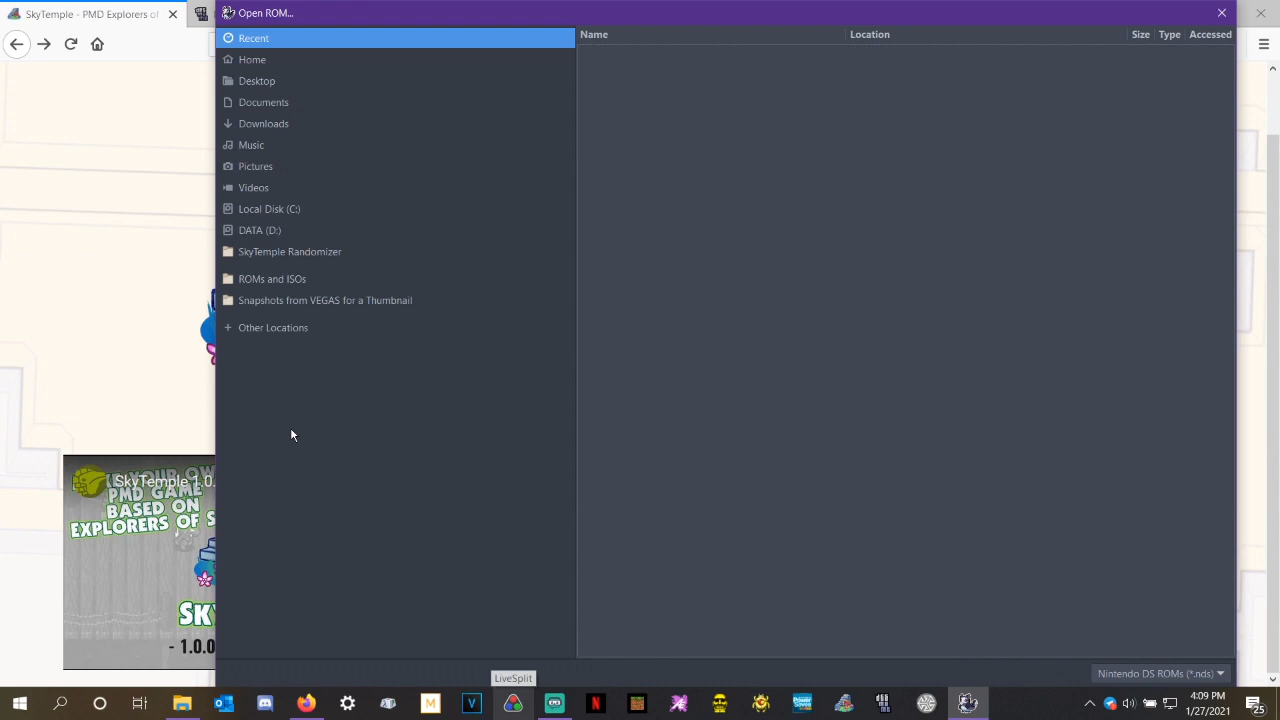 SkyTemple - PMD Explorers of
Open ROM...
Recent
Home
Desktop
Documents
Downloads
Music
Pictures
Videos
Local Disk (C:)
DATA (D:)
SkyTemple Randomizer
ROMs and ISOs
Snapshots from VEGAS for a Thumbnail
Other Locations
Name Location Size Type Accessed
SkyTemple 1.0.
YOUR OW
PMD GAME
BASED ON
EXPLORERS OF S
SK
- 1.0.0
LiveSplit
Nintendo DS ROMs (*.nds)
4:09 PM
1/27/2021
25